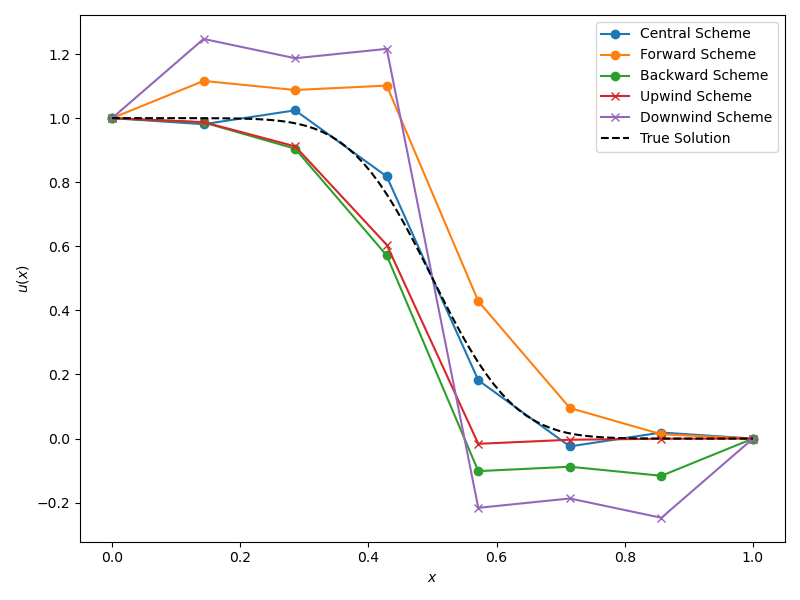 1.2
1.0
0.8
0.6
0.4
0.2
0.0
−0.2
u(x)
0.0
0.2
0.4
0.6
0.8
1.0
x
Central Scheme
Forward Scheme
Backward Scheme
Upwind Scheme
Downwind Scheme
True Solution